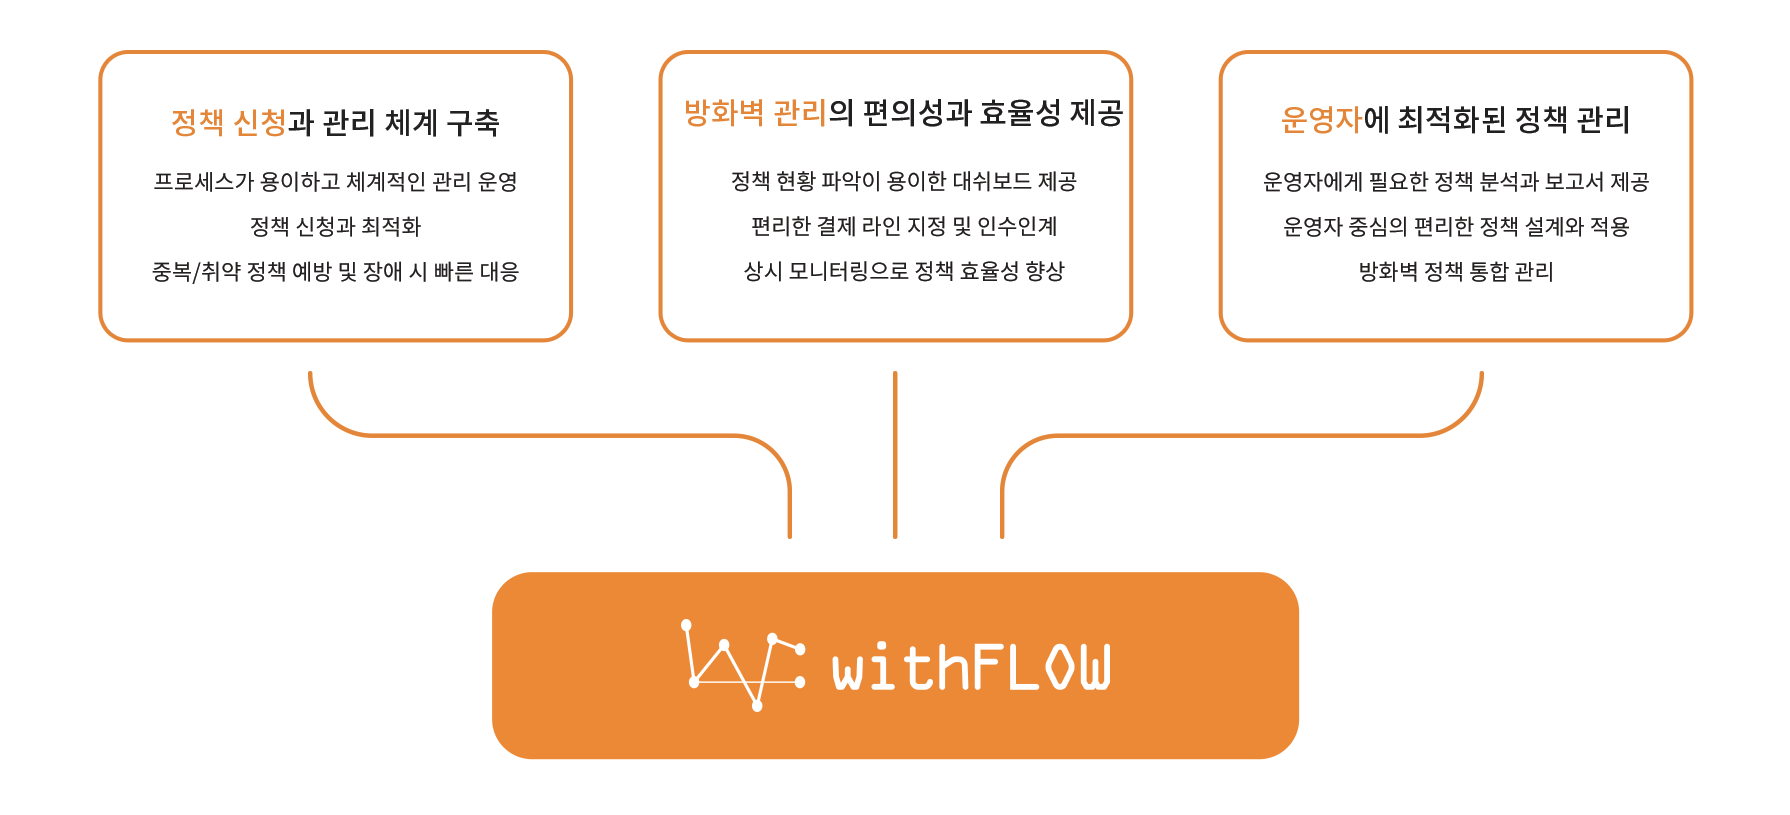 정책 신청과 관리 체계 구축
프로세스가 용이하고 체계적인 관리 운영
정책 신청과 최적화
중복/취약 정책 예방 및 장애 시 빠른 대응
방화벽 관리의 편의성과 효율성 제공
정책 현황 파악이 용이한 대쉬보드 제공
편리한 결제 라인 지정 및 인수인계
상시 모니터링으로 정책 효율성 향상
운영자에 최적화된 정책 관리
운영자에게 필요한 정책 분석과 보고서 제공
운영자 중심의 편리한 정책 설계와 적용
방화벽 정책 통합 관리
withFLOW